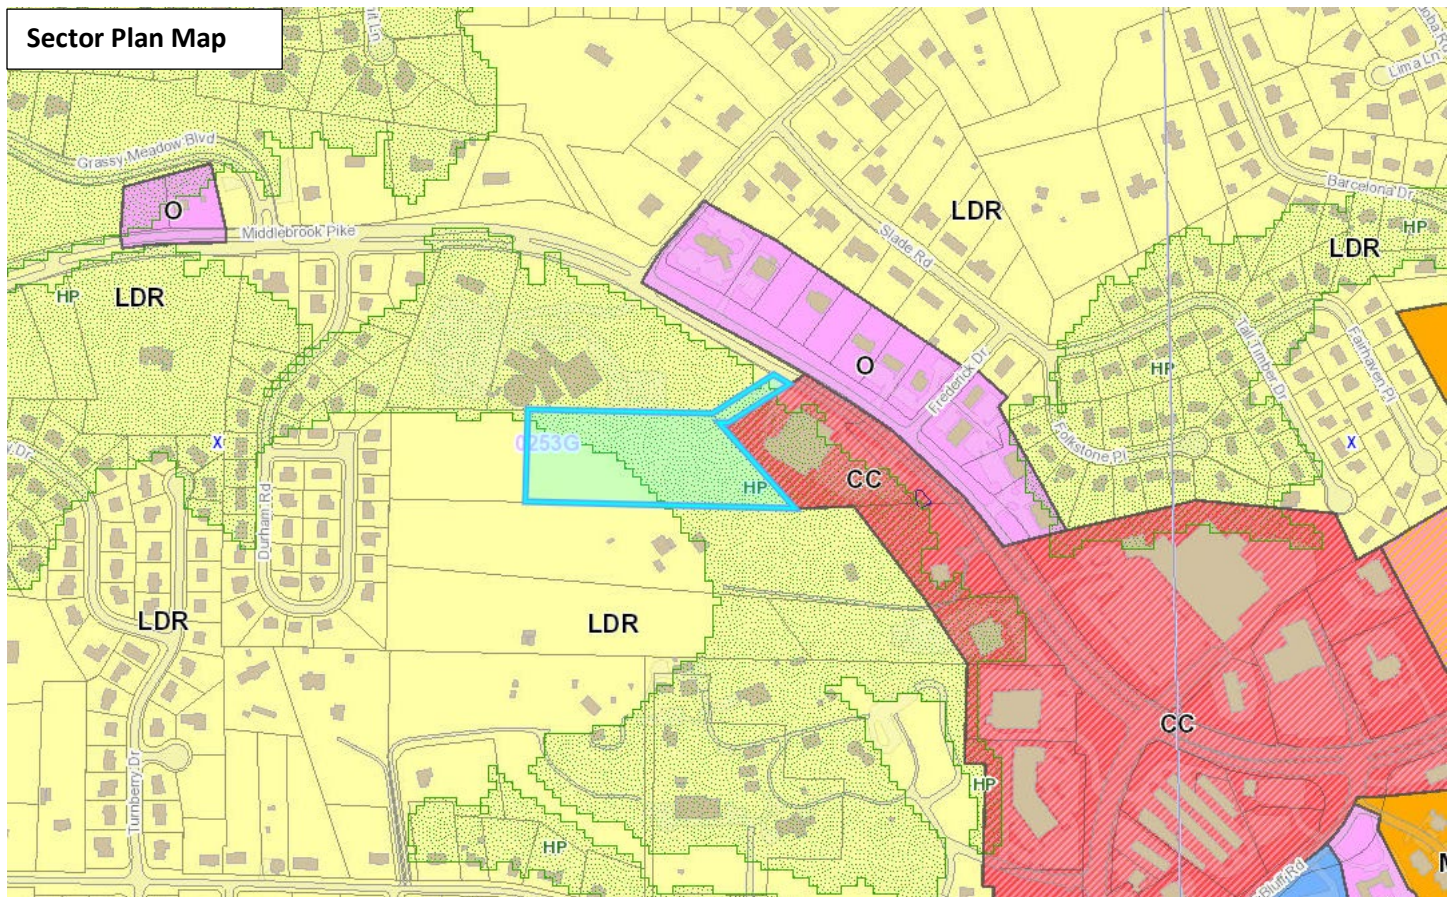 Sector Plan Map
Lima Ln
Grassy Meadow Blvd
Barcelona Dr
O
LDR
HP
Middlebrook Pike
Slade Rd
LDR
HP
LDR
Tall Timber Dr
Fairhaven Pl
O
HP
Frederick Dr
X
0253G
Folkstone Pl
X
HP
CC
Durham Rd
LDR
LDR
CC
Turnberry Dr
HP
HP